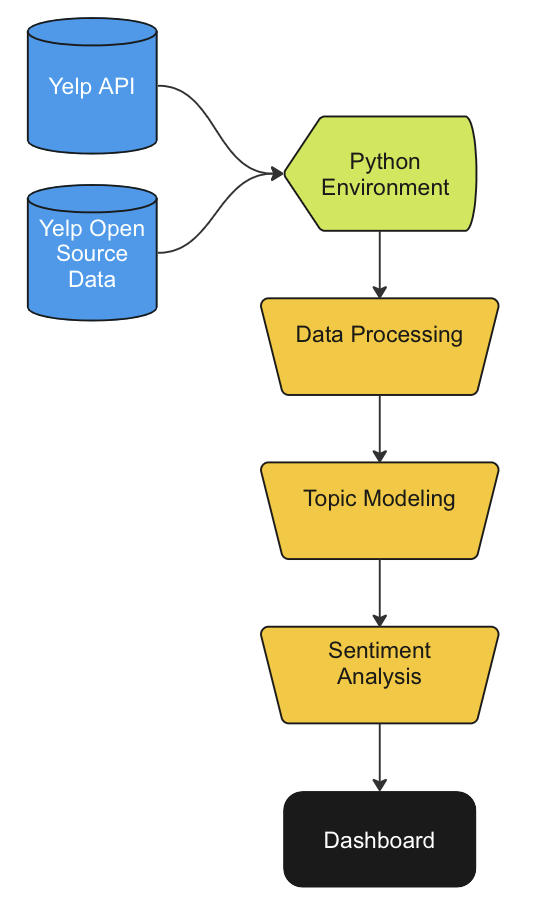 Yelp API
Yelp Open
Source
Data
Python
Environment
Data Processing
Topic Modeling
Sentiment
Analysis
Dashboard